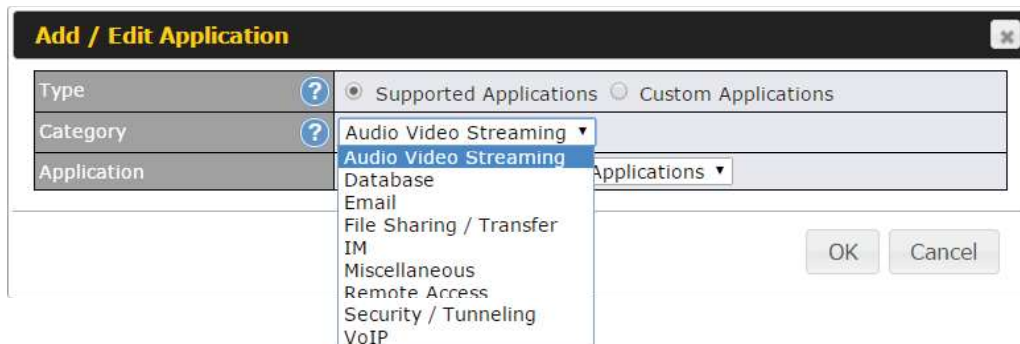 Add / Edit Application
Type ? Supported Applications Custom Applications
Category ? Audio Video Streaming
Application Applications
Audio Video Streaming
Database
Email
File Sharing / Transfer
IM
Miscellaneous
Remote Access
Security / Tunneling
VoIP
OK Cancel